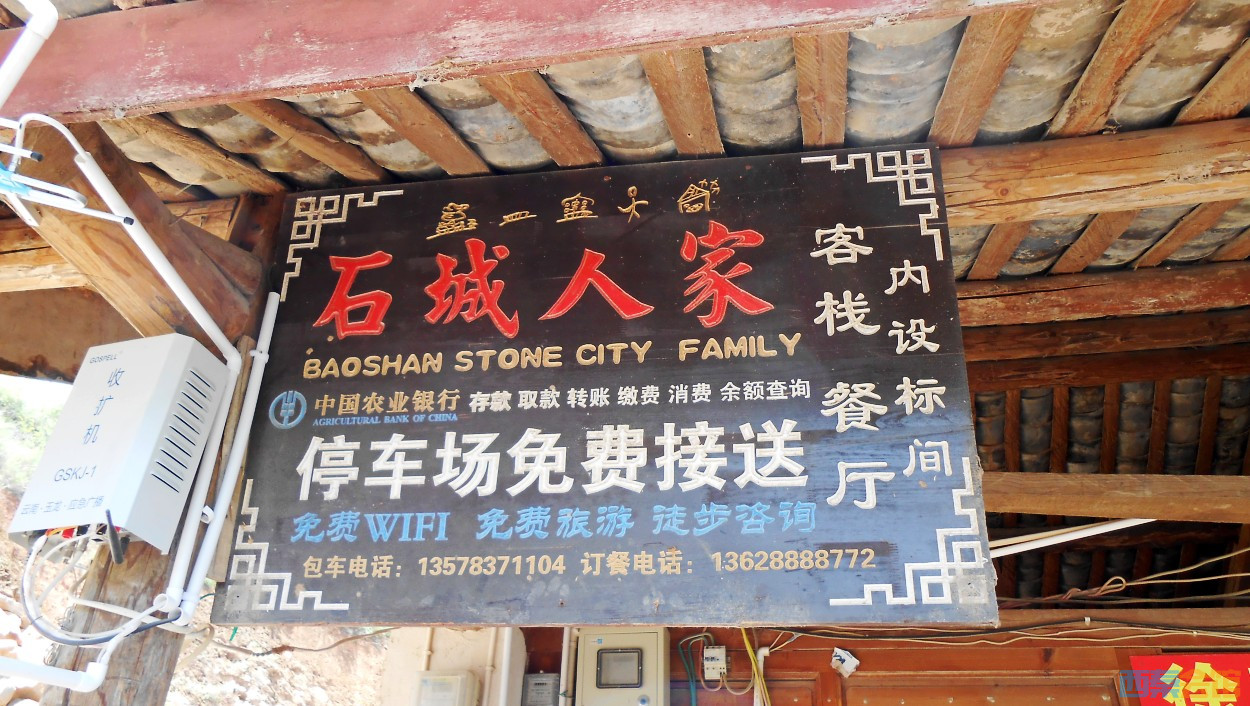 石城人家
BAOSHAN STONE CITY FAMILY
中国农业银行 存款 取款 转账 缴费 消费 余额查询
AGRICULTURAL BANK OF CHINA
停车场免费接送
免费WIFI 免费旅游 徒步咨询
包车电话：13578371104 订餐电话：13628888772
客栈餐厅
内设标间
GOSPELL
收扩机
GSKJ-1
徐